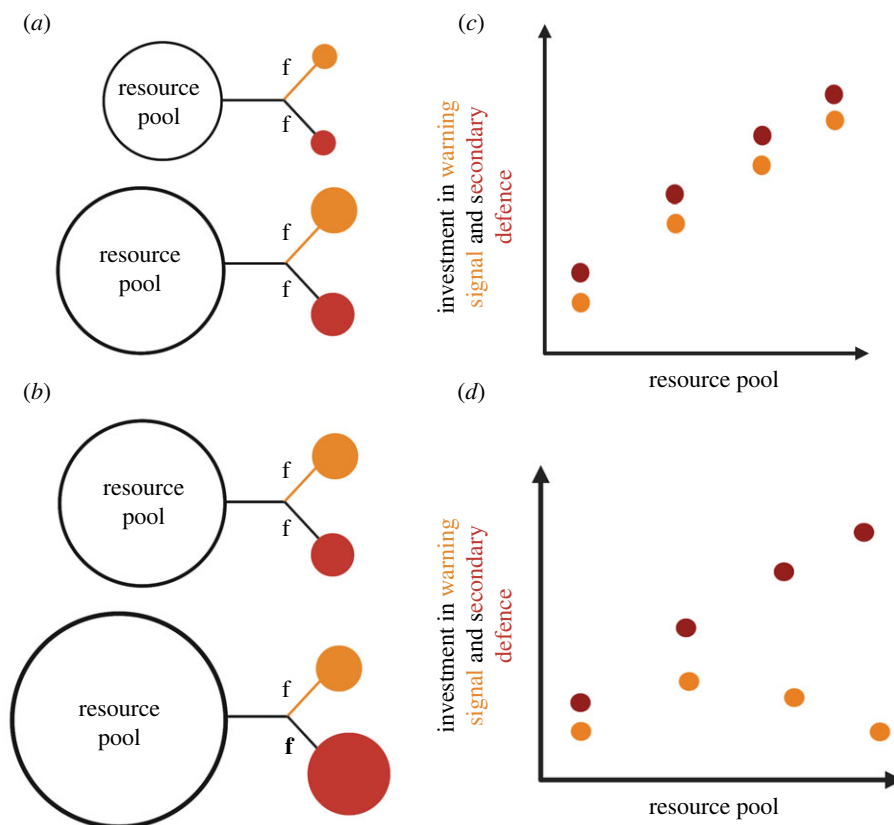 (a)
resource
pool
f
f
resource
pool
f
f
(b)
resource
pool
f
f
resource
pool
f
f
(c)
investment in warning
signal and secondary
defence
resource pool
(d)
investment in warning
signal and secondary
defence
resource pool